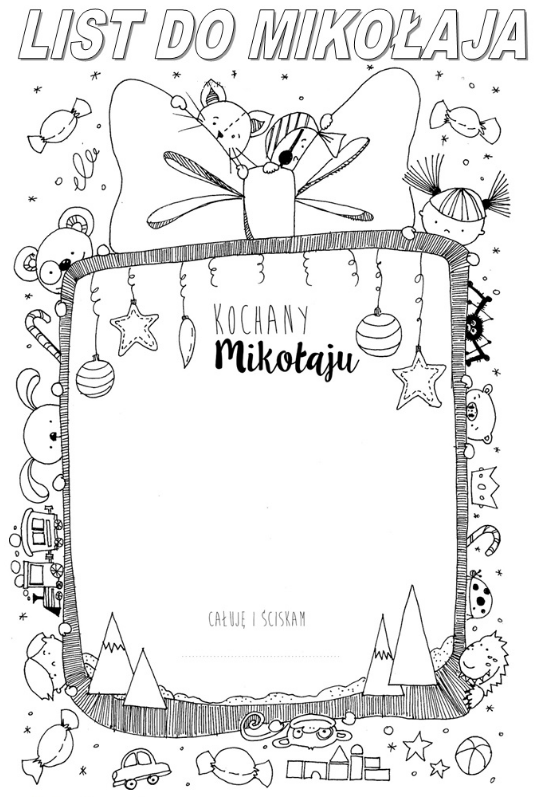 LIST DO MIKOŁAJA
KOCHANY
Mikołaju
CAŁUJĘ I ŚCISKAM